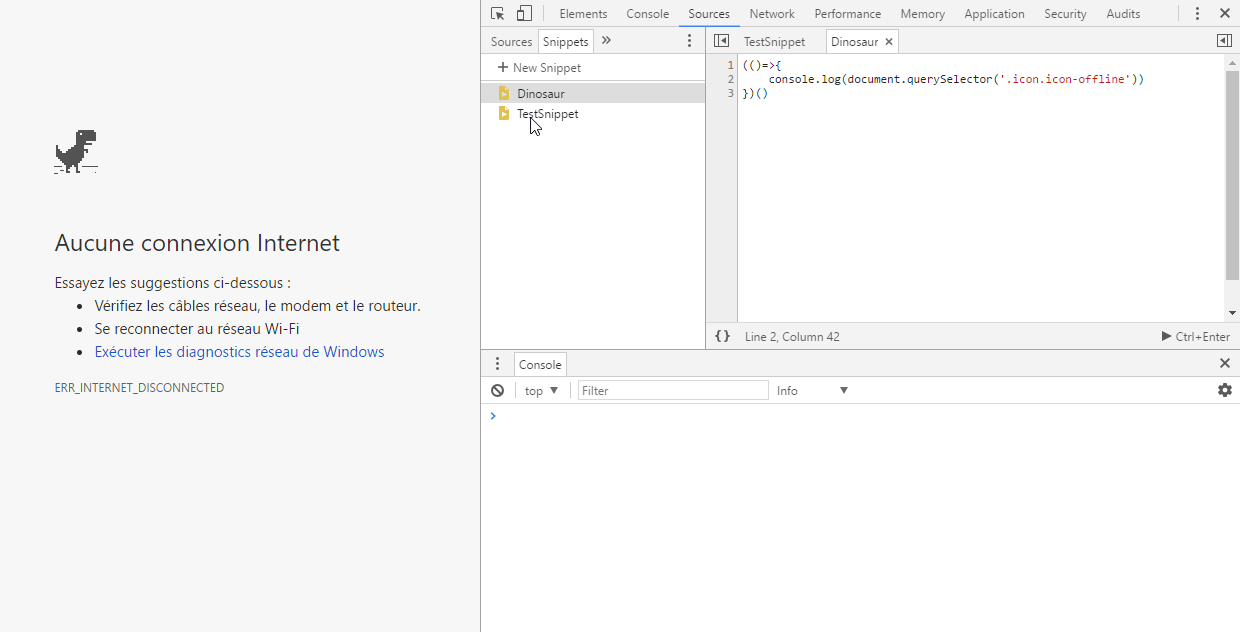 Elements Console Sources Network Performance Memory Application Security Audits
Sources Snippets »
TestSnippet Dinosaur ×
+ New Snippet
Dinosaur
TestSnippet
1 (()=>{
2 console.log(document.querySelector('.icon.icon-offline'))
3 })()
{} Line 2, Column 42
Ctrl+Enter
Aucune connexion Internet
Essayez les suggestions ci-dessous :
• Vérifiez les câbles réseau, le modem et le routeur.
• Se reconnecter au réseau Wi-Fi
• Exécuter les diagnostics réseau de Windows
ERR_INTERNET_DISCONNECTED
Console
top ▼ Filter Info ▼
>